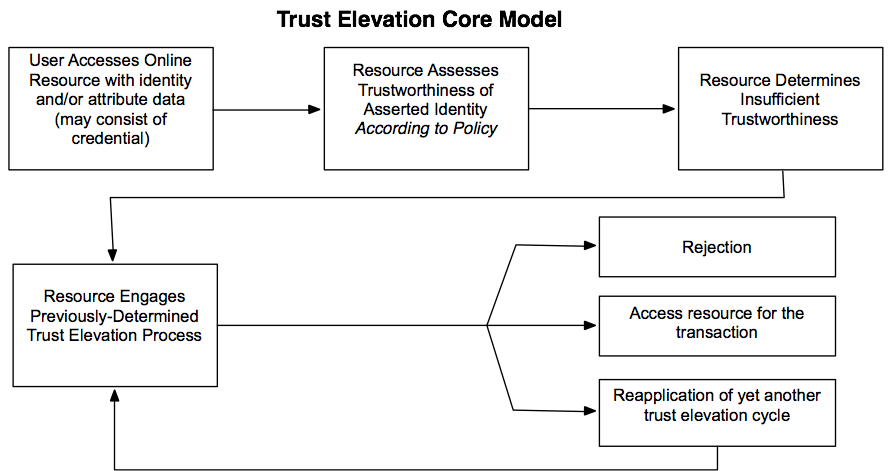 Trust Elevation Core Model
User Accesses Online
Resource with identity
and/or attribute data
(may consist of
credential)
Resource Assesses
Trustworthiness of
Asserted Identity
According to Policy
Resource Determines
Insufficient
Trustworthiness
Resource Engages
Previously-Determined
Trust Elevation Process
Rejection
Access resource for the
transaction
Reapplication of yet another
trust elevation cycle